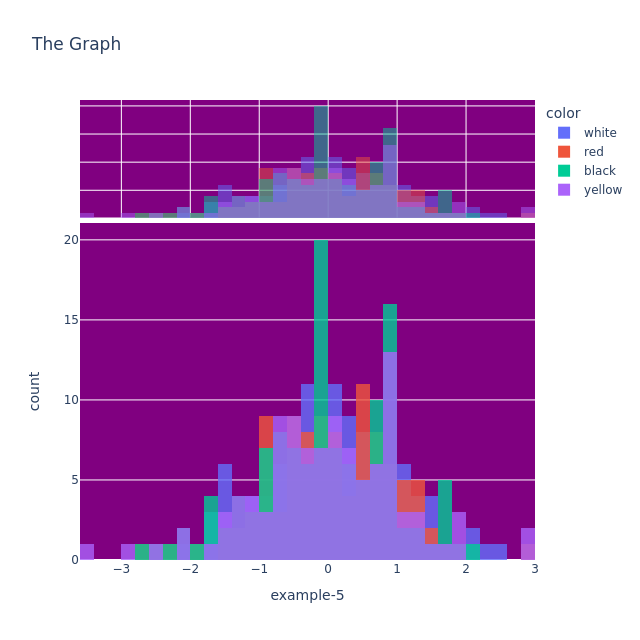 The Graph
color
white
red
black
yellow
20
15
10
5
0
count
−3
−2
−1
0
1
2
3
example-5